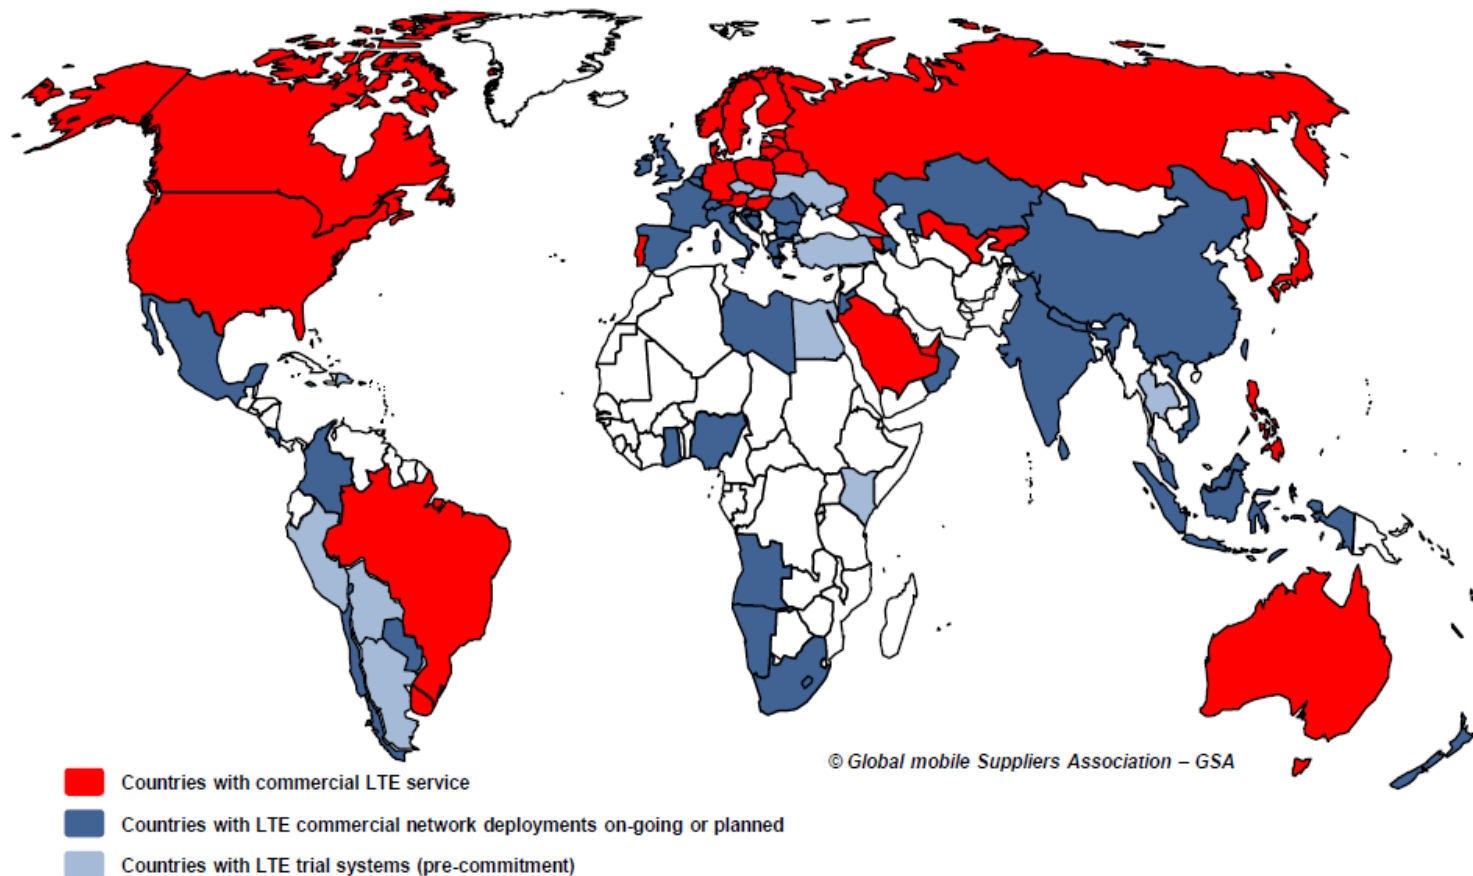 © Global mobile Suppliers Association – GSA
Countries with commercial LTE service
Countries with LTE commercial network deployments on-going or planned
Countries with LTE trial systems (pre-commitment)